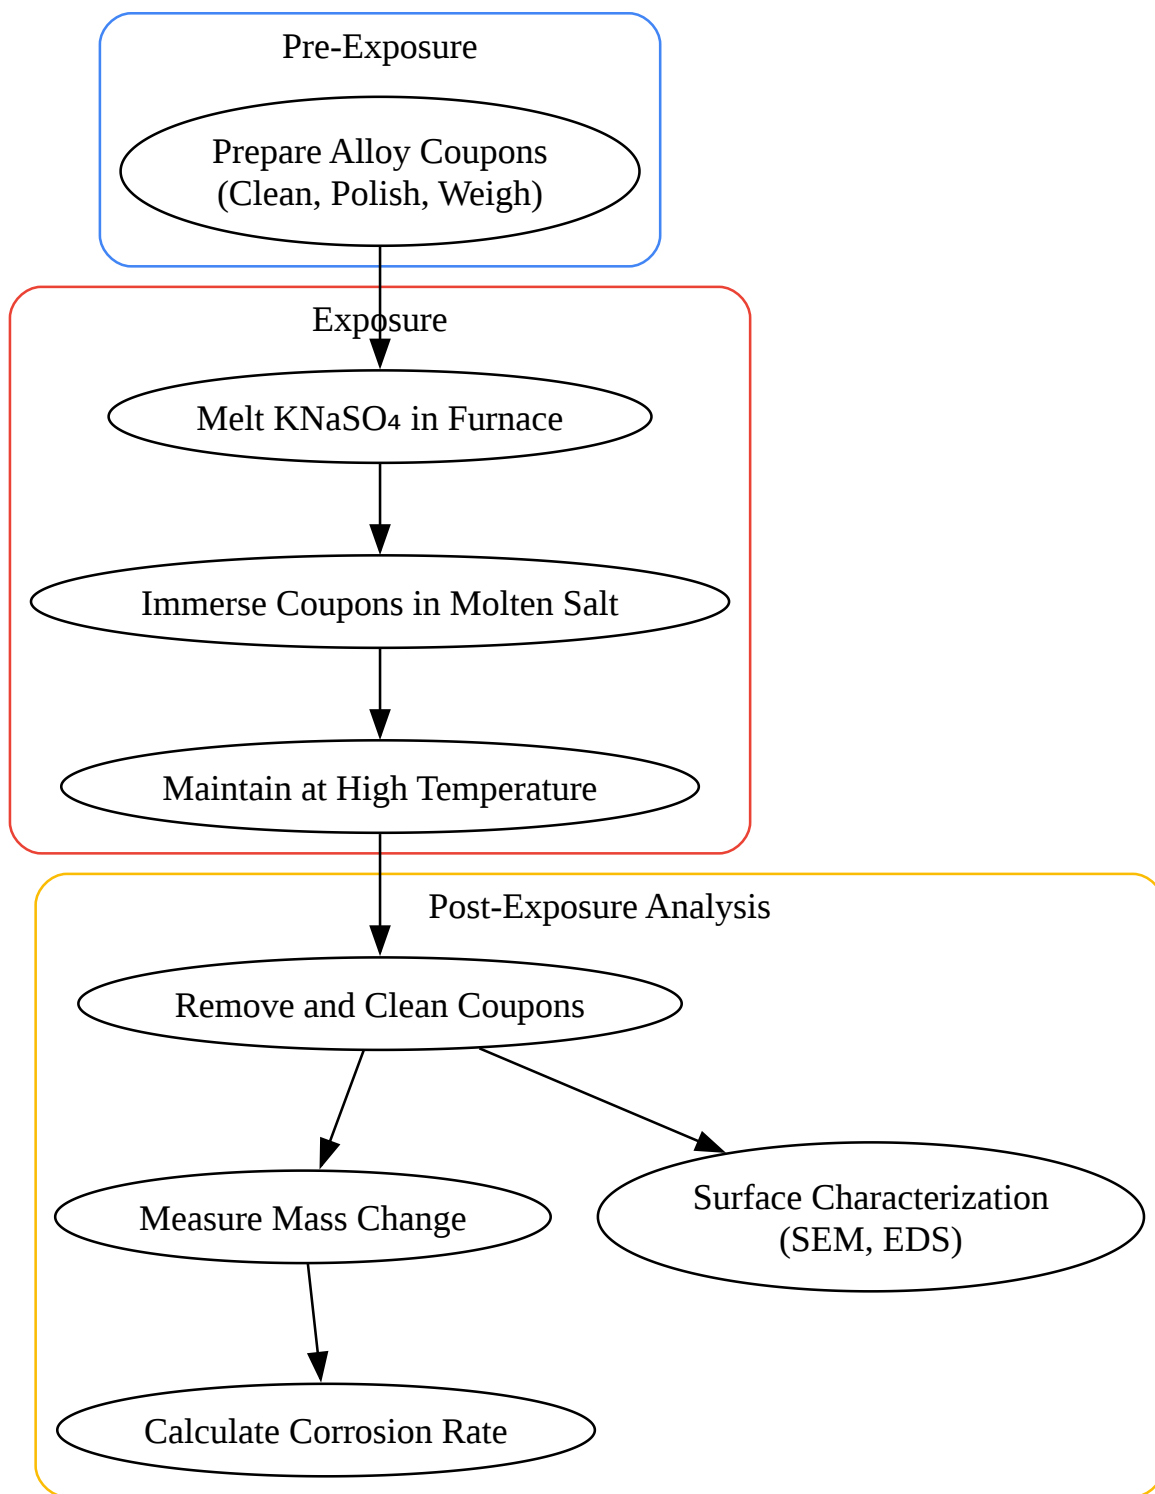 Pre-Exposure
Prepare Alloy Coupons
(Clean, Polish, Weigh)
Exposure
Melt KNaSO₄ in Furnace
Immerse Coupons in Molten Salt
Maintain at High Temperature
Post-Exposure Analysis
Remove and Clean Coupons
Measure Mass Change
Surface Characterization
(SEM, EDS)
Calculate Corrosion Rate